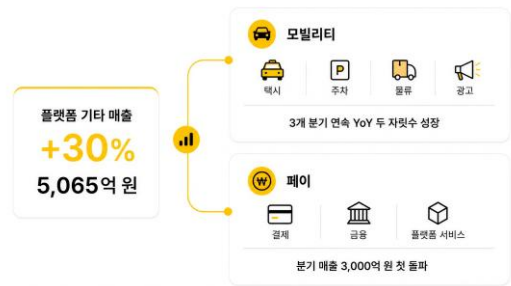 플랫폼 기타 매출
+30%
5,065억 원
모빌리티
택시
P
주차
물류
광고
3개 분기 연속 YoY 두 자릿수 성장
₩
페이
결제
금융
플랫폼 서비스
분기 매출 3,000억 원 첫 돌파